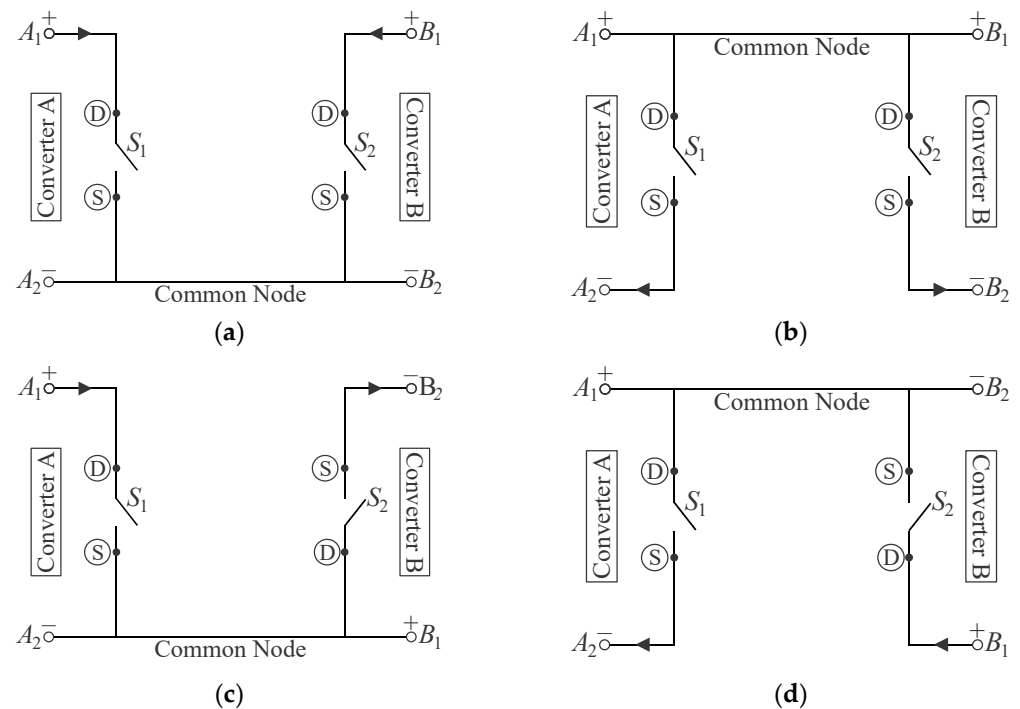 A1 + + B1
Converter A D S1 S D S2 S Converter B
A2 − − B2
Common Node
(a)
A1 + + B1
Common Node
Converter A D S1 S D S2 S Converter B
A2 − − B2
(b)
A1 + − B2
Converter A D S1 S S S2 D Converter B
A2 − + B1
Common Node
(c)
A1 + − B2
Common Node
Converter A D S1 S S S2 D Converter B
A2 − + B1
(d)